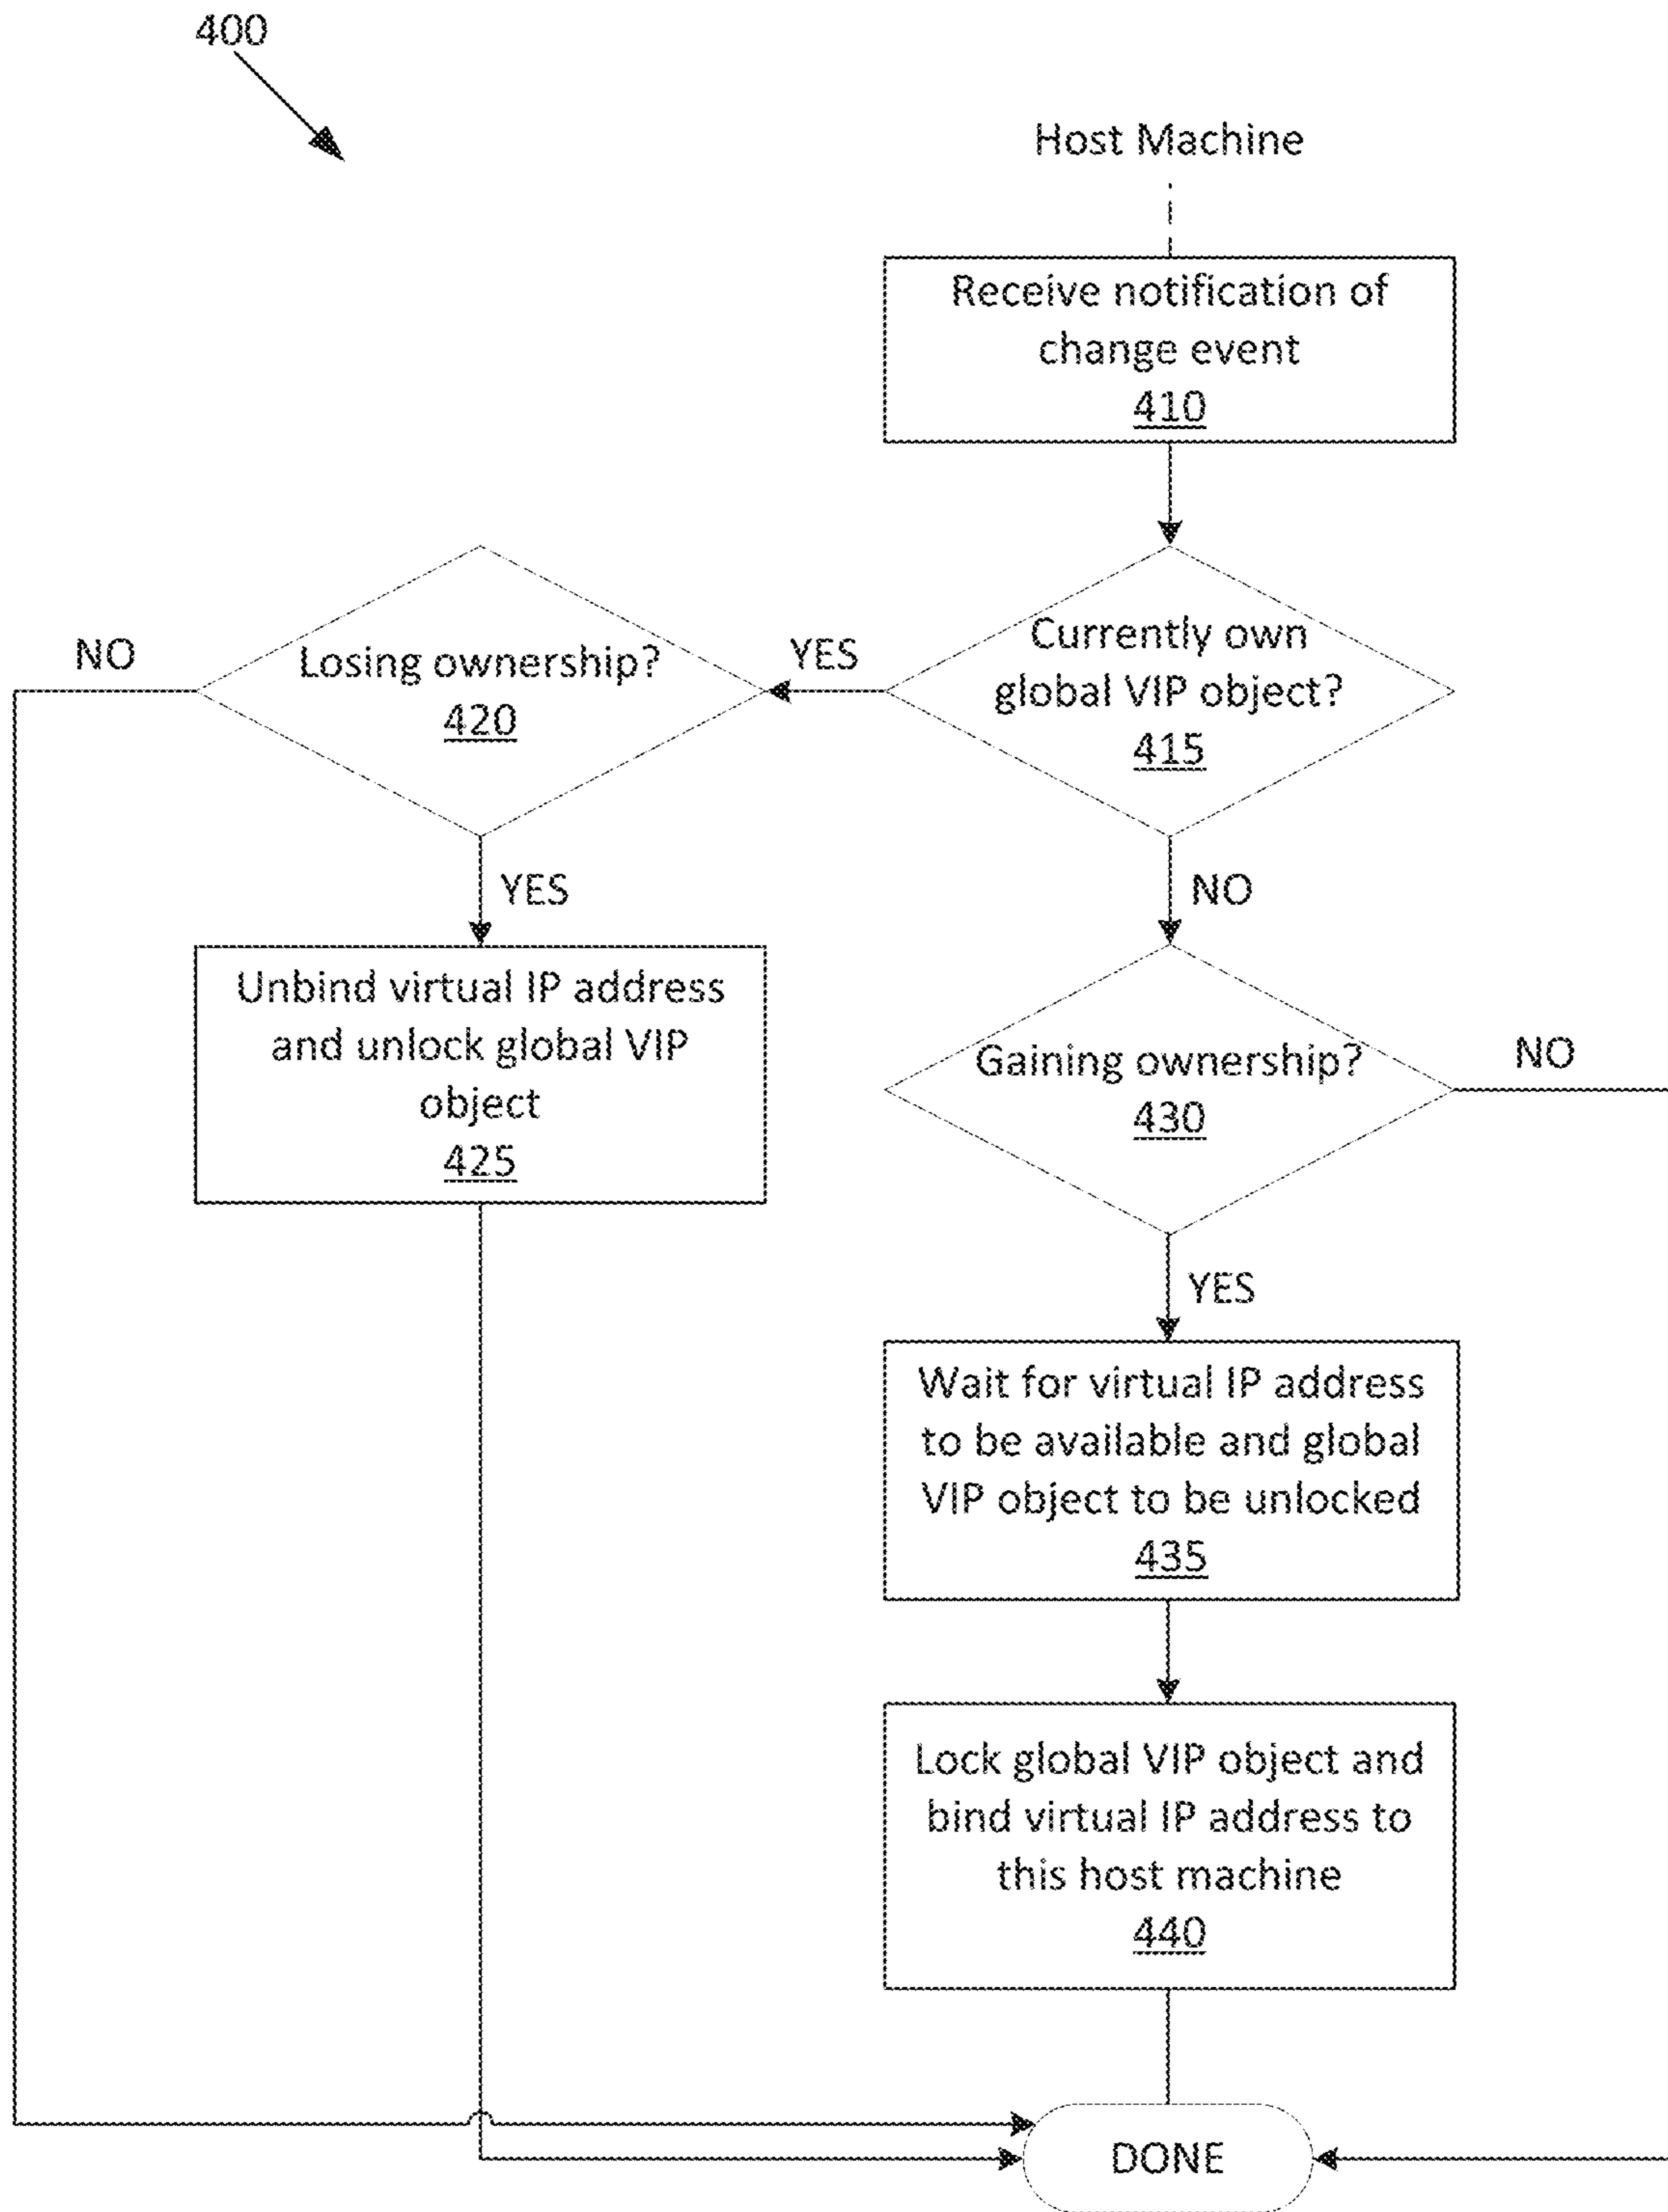 400
Host Machine
Receive notification of
change event
410
Currently own
global VIP object?
415
YES
Losing ownership?
420
NO
YES
Unbind virtual IP address
and unlock global VIP
object
425
NO
Gaining ownership?
430
NO
YES
Wait for virtual IP address
to be available and global
VIP object to be unlocked
435
Lock global VIP object and
bind virtual IP address to
this host machine
440
DONE